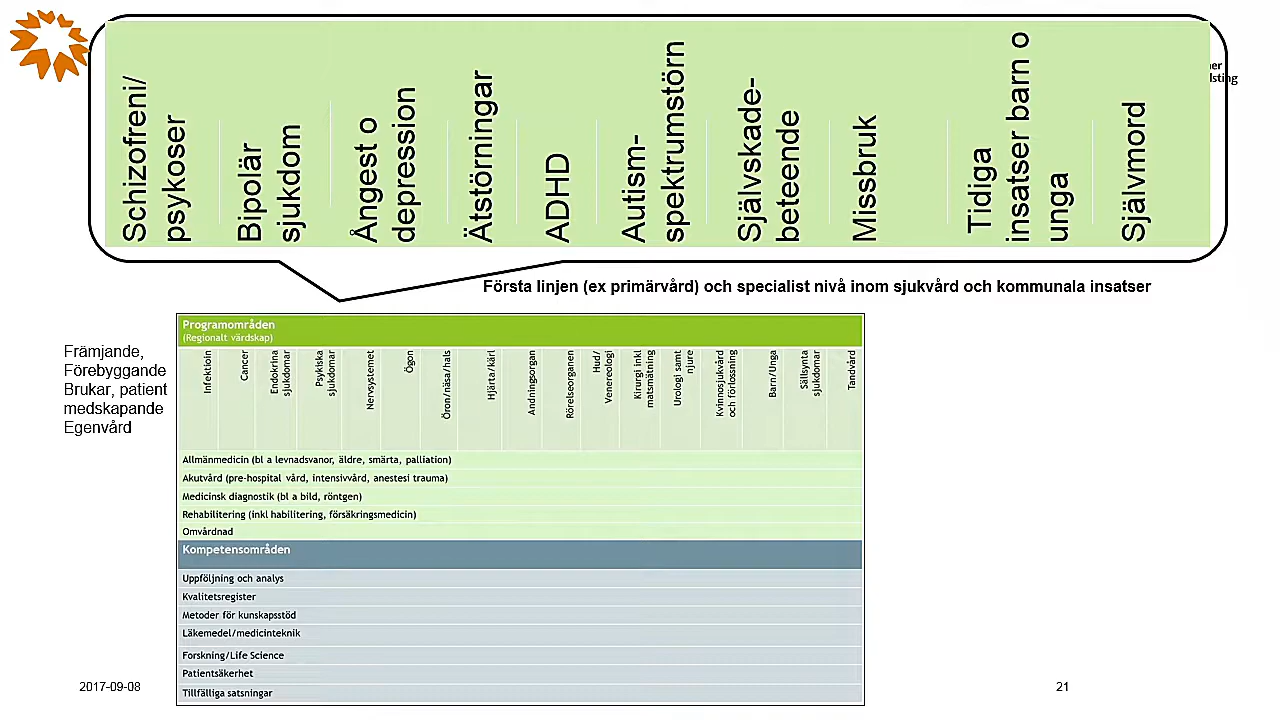 Schizofreni/
psykoser
Bipolär
sjukdom
Ångest o
depression
Ätstörningar
ADHD
Autism-
spektrumstörn
Självskade-
beteende
Missbruk
Tidiga
insatser barn o
unga
Självmord
Första linjen (ex primärvård) och specialist nivå inom sjukvård och kommunala insatser
Främjande,
Förebyggande
Brukar, patient
medskapande
Egenvård
Programområden
(Regionalt värdskap)
Infektioin
Cancer
Endokrina
sjukdomar
Psykiska
sjukdomar
Nervsystemet
Ögon
Öron/näsa/hals
Hjärta/kärl
Andningsorgan
Rörelseorganen
Hud/
Venereologi
Kirurgi inkl
matsmätning
Urologi samt
njure
Kvinnosjukvård
och förlossning
Barn/Unga
sällsynta
sjukdomar
Tandvård
Allmänmedicin (bl a levnadsvanor, äldre, smärta, palliation)
Akutvård (pre-hospital vård, intensivvård, anestesi trauma)
Medicinsk diagnostik (bl a bild, röntgen)
Rehabilitering (inkl habilitering, försäkringsmedicin)
Omvårdnad
Kompetensområden
Uppföljning och analys
Kvalitetsregister
Metoder för kunskapsstöd
Läkemedel/medicinteknik
Forskning/Life Science
Patientsäkerhet
Tillfälliga satsningar
2017-09-08
21